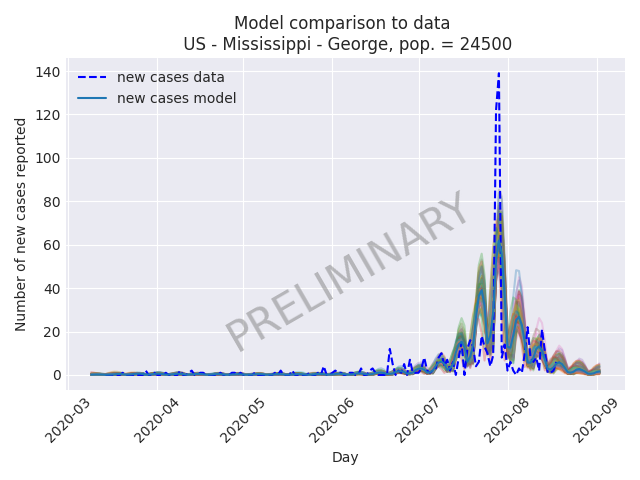 Model comparison to data
US - Mississippi - George, pop. = 24500
new cases data
new cases model
Number of new cases reported
140
120
100
80
60
40
20
0
PRELIMINARY
2020-03
2020-04
2020-05
2020-06
2020-07
2020-08
2020-09
Day